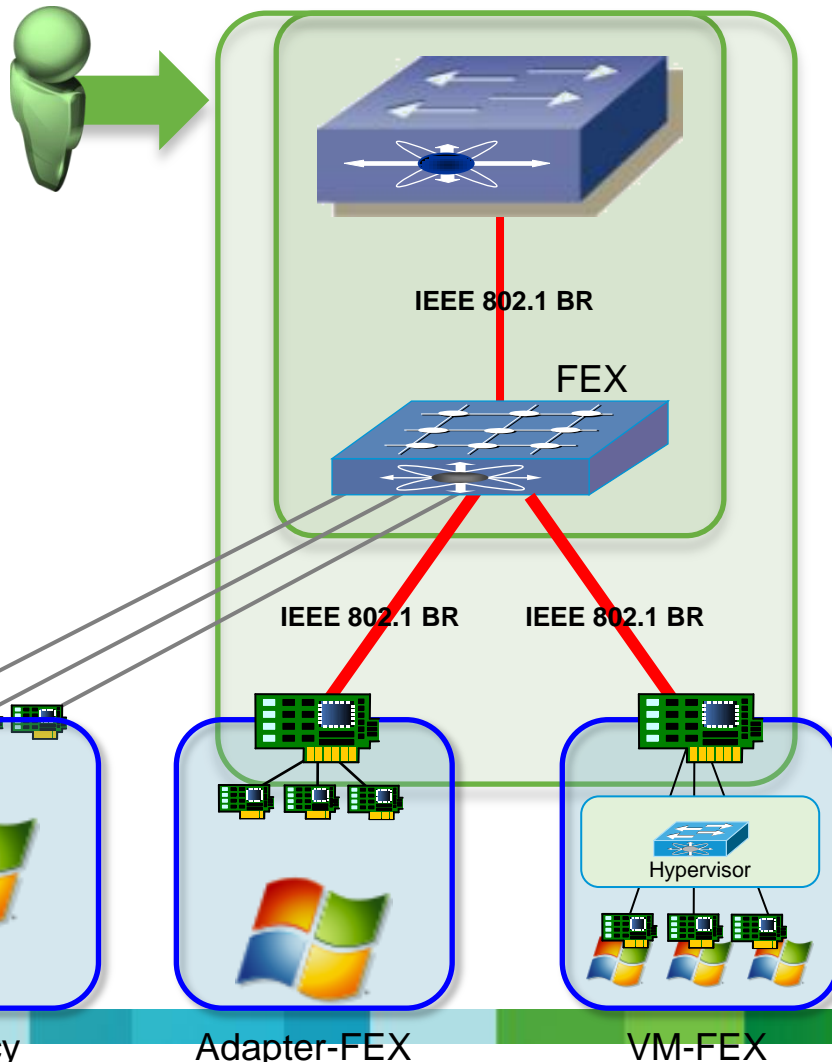 IEEE 802.1 BR
FEX
IEEE 802.1 BR
IEEE 802.1 BR
Hypervisor
Adapter-FEX
VM-FEX